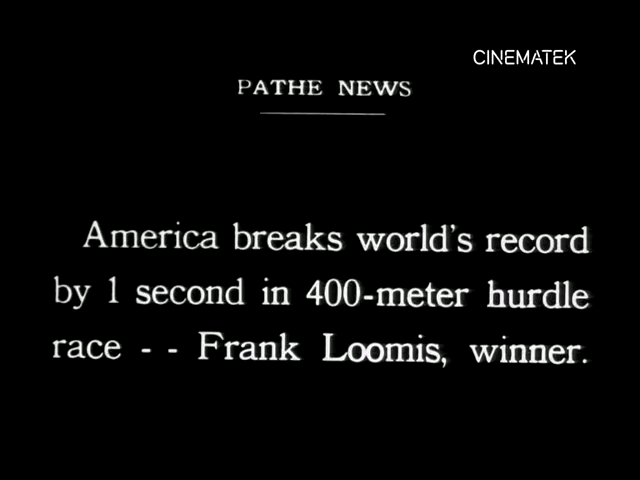 CINEMATEK
PATHE NEWS
America breaks world's record
by 1 second in 400-meter hurdle
race - - Frank Loomis, winner.